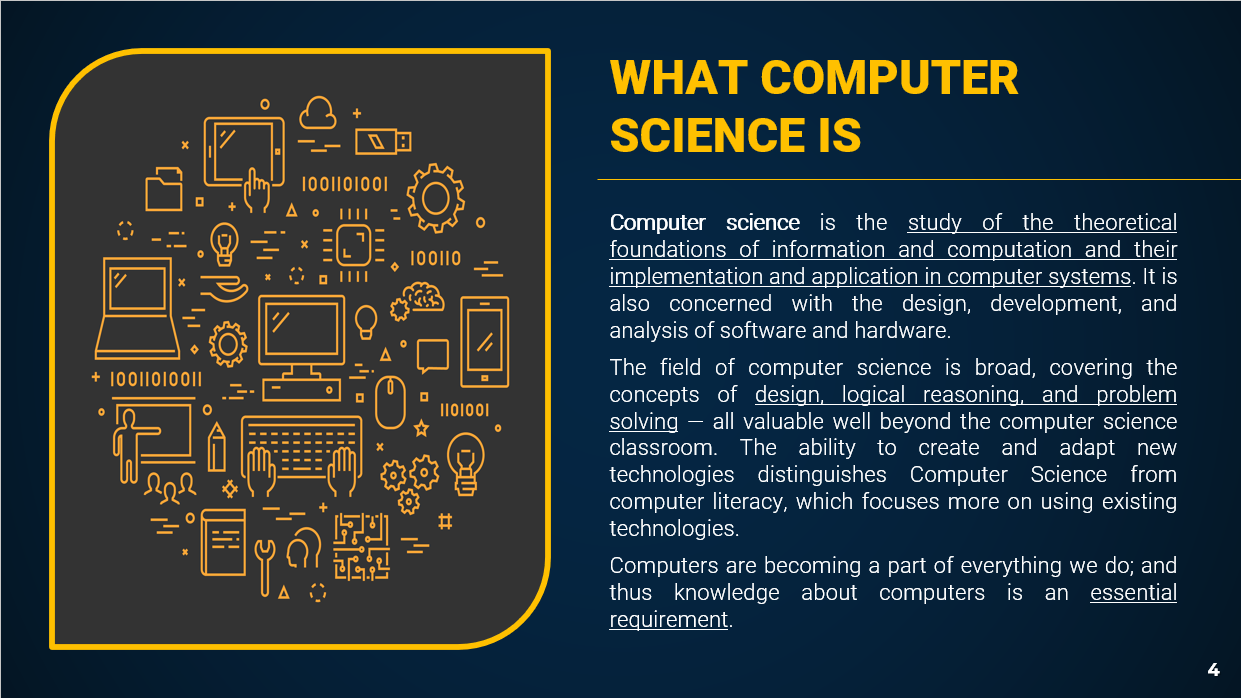 WHAT COMPUTER
SCIENCE IS
1001101001
100110
10011010011
1101001
Computer science is the study of the theoretical
foundations of information and computation and their
implementation and application in computer systems. It is
also concerned with the design, development, and
analysis of software and hardware.
The field of computer science is broad, covering the
concepts of design, logical reasoning, and problem
solving — all valuable well beyond the computer science
classroom. The ability to create and adapt new
technologies distinguishes Computer Science from
computer literacy, which focuses more on using existing
technologies.
Computers are becoming a part of everything we do; and
thus knowledge about computers is an essential
requirement.
4